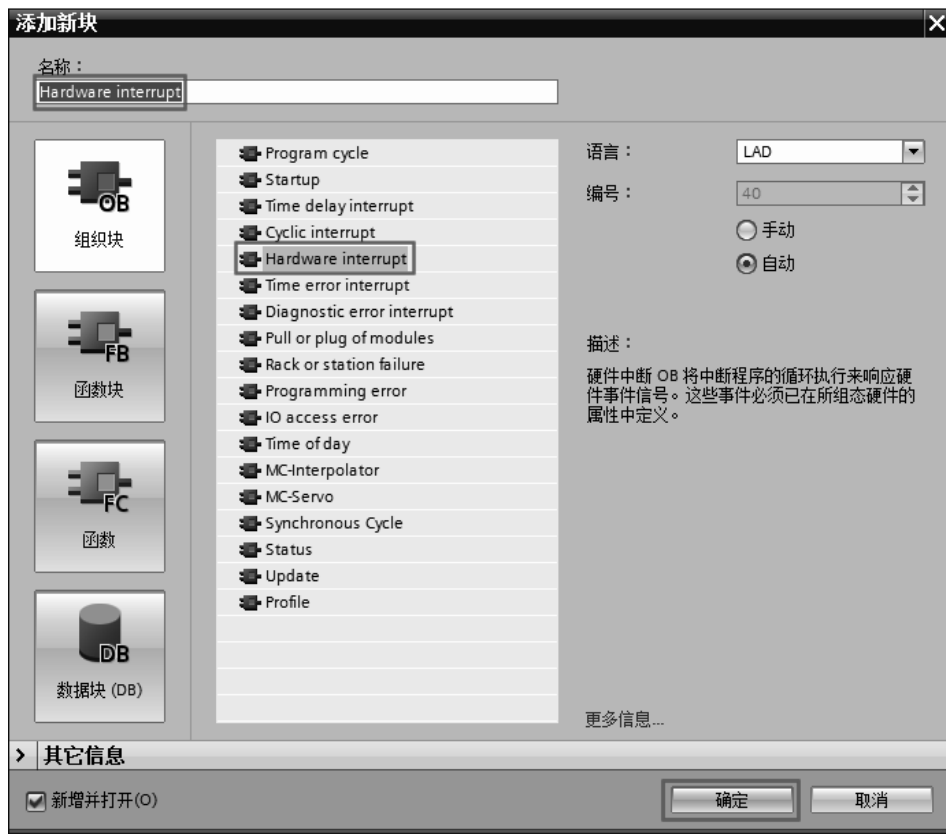 添加新块
名称：
Hardware interrupt
OB
组织块
FB
函数块
FC
函数
DB
数据块 (DB)
Program cycle
Startup
Time delay interrupt
Cyclic interrupt
Hardware interrupt
Time error interrupt
Diagnostic error interrupt
Pull or plug of modules
Rack or station failure
Programming error
IO access error
Time of day
MC-Interpolator
MC-Servo
Synchronous Cycle
Status
Update
Profile
语言： LAD
编号： 40
手动
自动
描述：
硬件中断 OB 将中断程序的循环执行来响应硬
件事件信号。这些事件必须已在所组态硬件的
属性中定义。
更多信息...
> 其它信息
新增并打开(O)
确定 取消